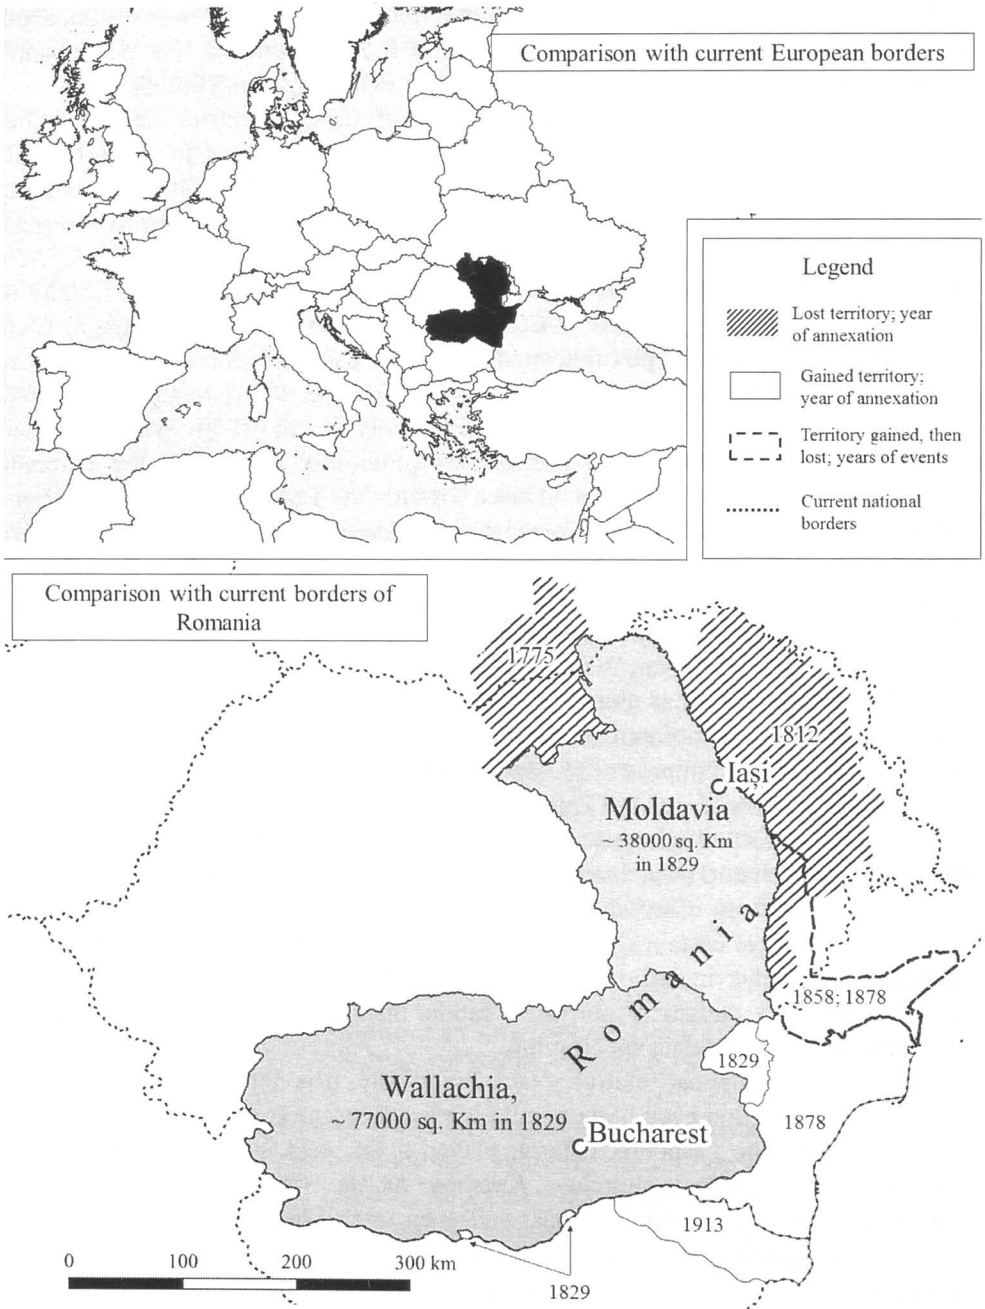 Comparison with current European borders
Legend
Lost territory; year
of annexation
Gained territory;
year of annexation
Territory gained, then
lost; years of events
Current national
borders
Comparison with current borders of
Romania
1775
1812
Iași
Moldavia
~ 38000 sq. Km
in 1829
Romania
1858; 1878
1829
Wallachia,
~ 77000 sq. Km in 1829
1878
Bucharest
1913
0 100 200 300 km
1829